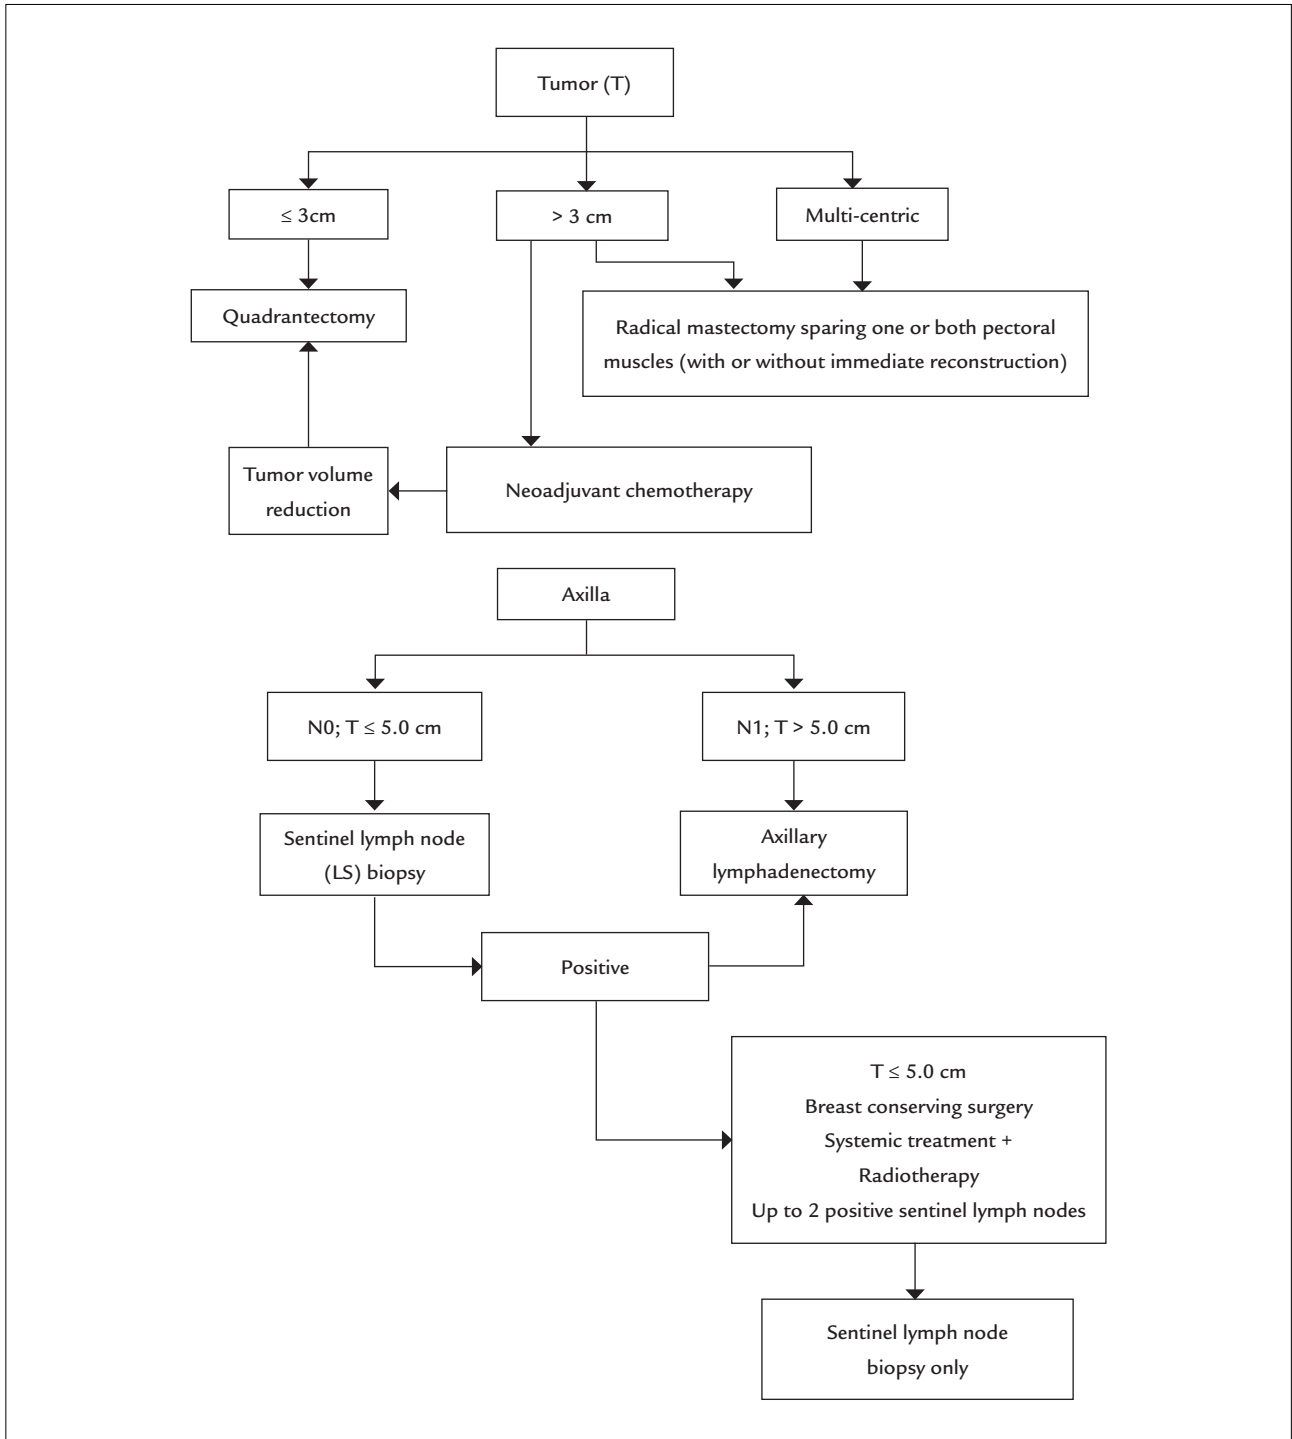 Tumor (T)
≤ 3cm
> 3 cm
Multi-centric
Quadrantectomy
Radical mastectomy sparing one or both pectoral
muscles (with or without immediate reconstruction)
Tumor volume
reduction
Neoadjuvant chemotherapy
Axilla
N0; T ≤ 5.0 cm
N1; T > 5.0 cm
Sentinel lymph node
(LS) biopsy
Axillary
lymphadenectomy
Positive
T ≤ 5.0 cm
Breast conserving surgery
Systemic treatment +
Radiotherapy
Up to 2 positive sentinel lymph nodes
Sentinel lymph node
biopsy only